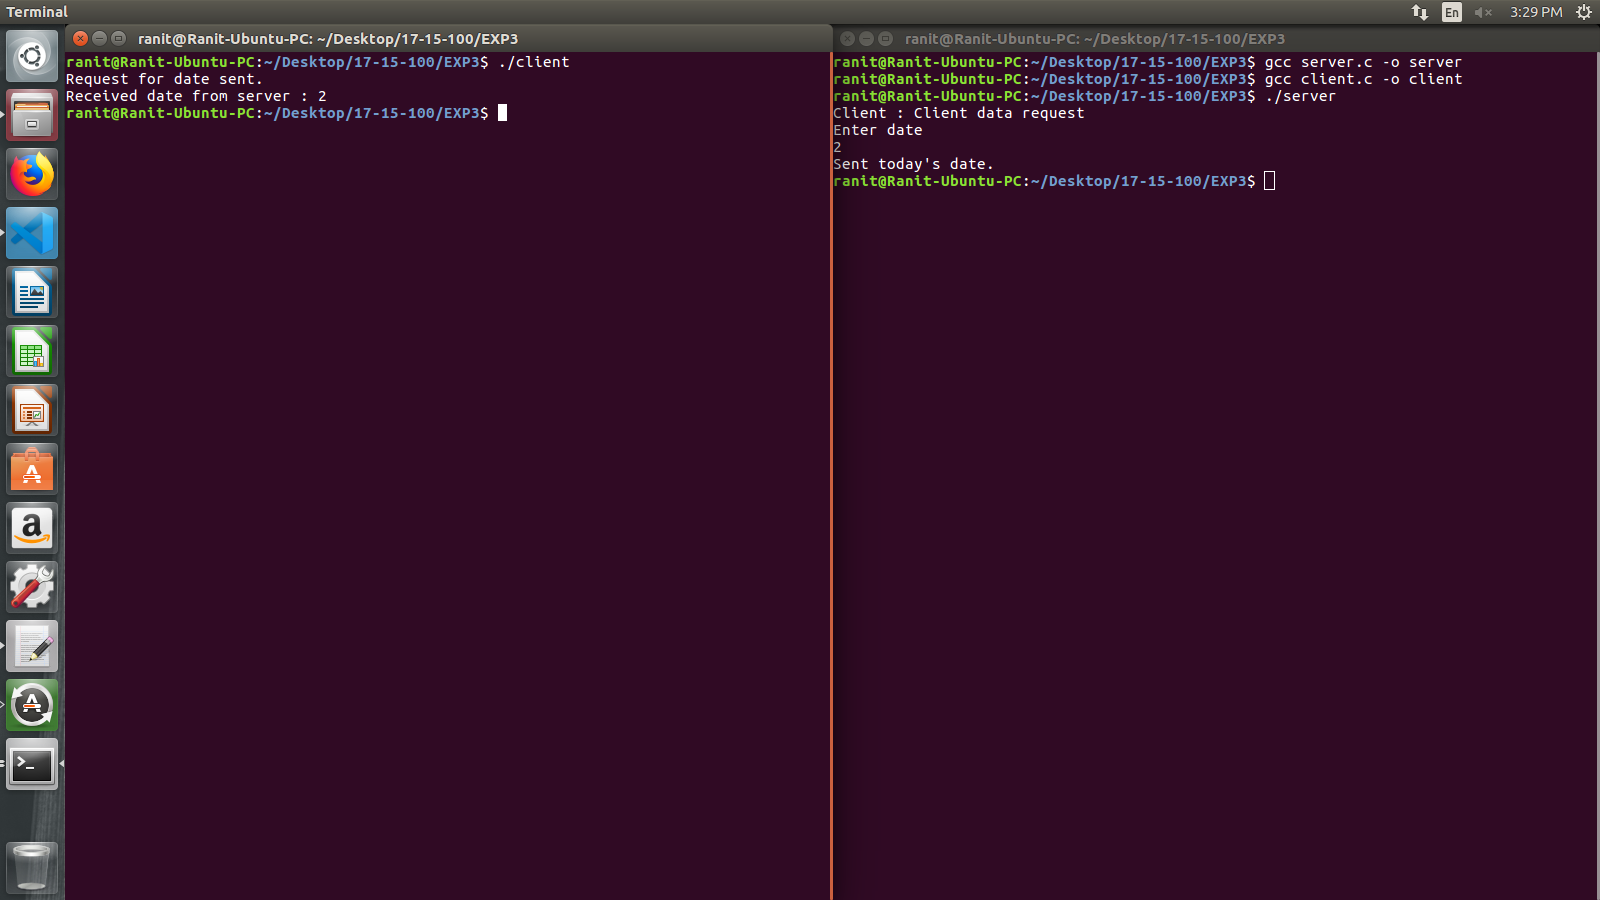 Terminal
En
3:29 PM
ranit@Ranit-Ubuntu-PC: ~/Desktop/17-15-100/EXP3
ranit@Ranit-Ubuntu-PC:~/Desktop/17-15-100/EXP3$ ./client
Request for date sent.
Received date from server : 2
ranit@Ranit-Ubuntu-PC:~/Desktop/17-15-100/EXP3$
ranit@Ranit-Ubuntu-PC: ~/Desktop/17-15-100/EXP3
ranit@Ranit-Ubuntu-PC:~/Desktop/17-15-100/EXP3$ gcc server.c -o server
ranit@Ranit-Ubuntu-PC:~/Desktop/17-15-100/EXP3$ gcc client.c -o client
ranit@Ranit-Ubuntu-PC:~/Desktop/17-15-100/EXP3$ ./server
Client : Client data request
Enter date
2
Sent today's date.
ranit@Ranit-Ubuntu-PC:~/Desktop/17-15-100/EXP3$